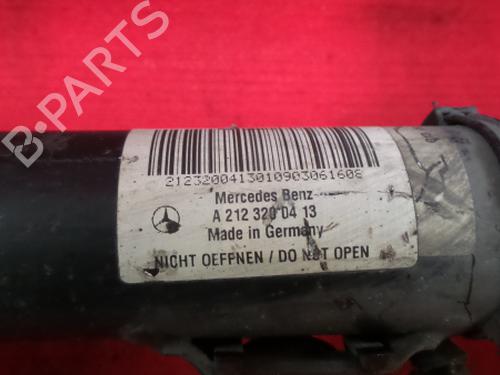 B-PARTS
2123200413010903061608
Mercedes Benz
A 212 320 04 13
Made in Germany
NICHT OEFFNEN / DO NOT OPEN